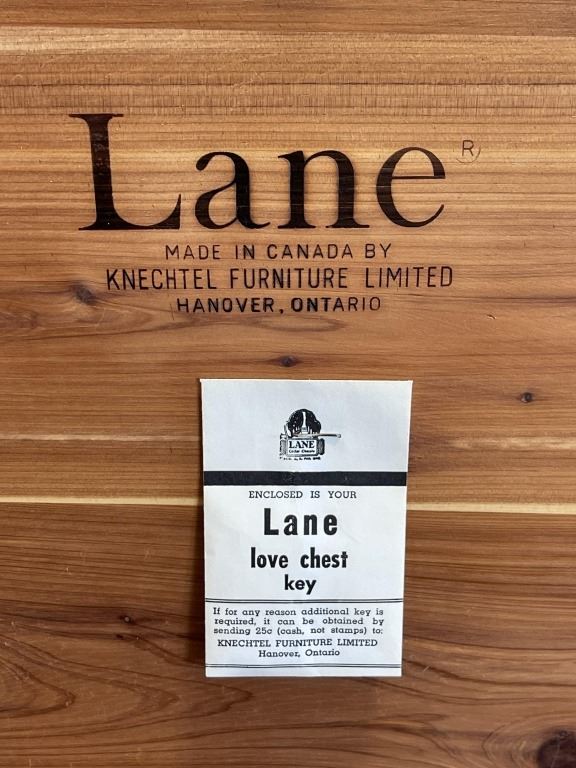 Lane®
MADE IN CANADA BY
KNECHTEL FURNITURE LIMITED
HANOVER, ONTARIO
LANE
Cedar Chests
ENCLOSED IS YOUR
Lane
love chest
key
If for any reason additional key is
required, it can be obtained by
sending 25c (cash, not stamps) to:
KNECHTEL FURNITURE LIMITED
Hanover, Ontario